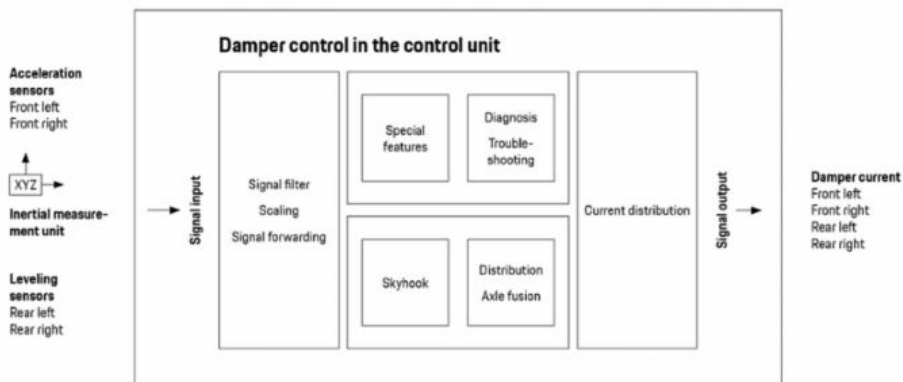 Damper control in the control unit
Acceleration
sensors
Front left
Front right
XYZ
Inertial measure-
ment unit
Leveling
sensors
Rear left
Rear right
Signal input
Signal filter
Scaling
Signal forwarding
Special
features
Diagnosis
Trouble-
shooting
Skyhook
Distribution
Axle fusion
Current distribution
Signal output
Damper current
Front left
Front right
Rear left
Rear right